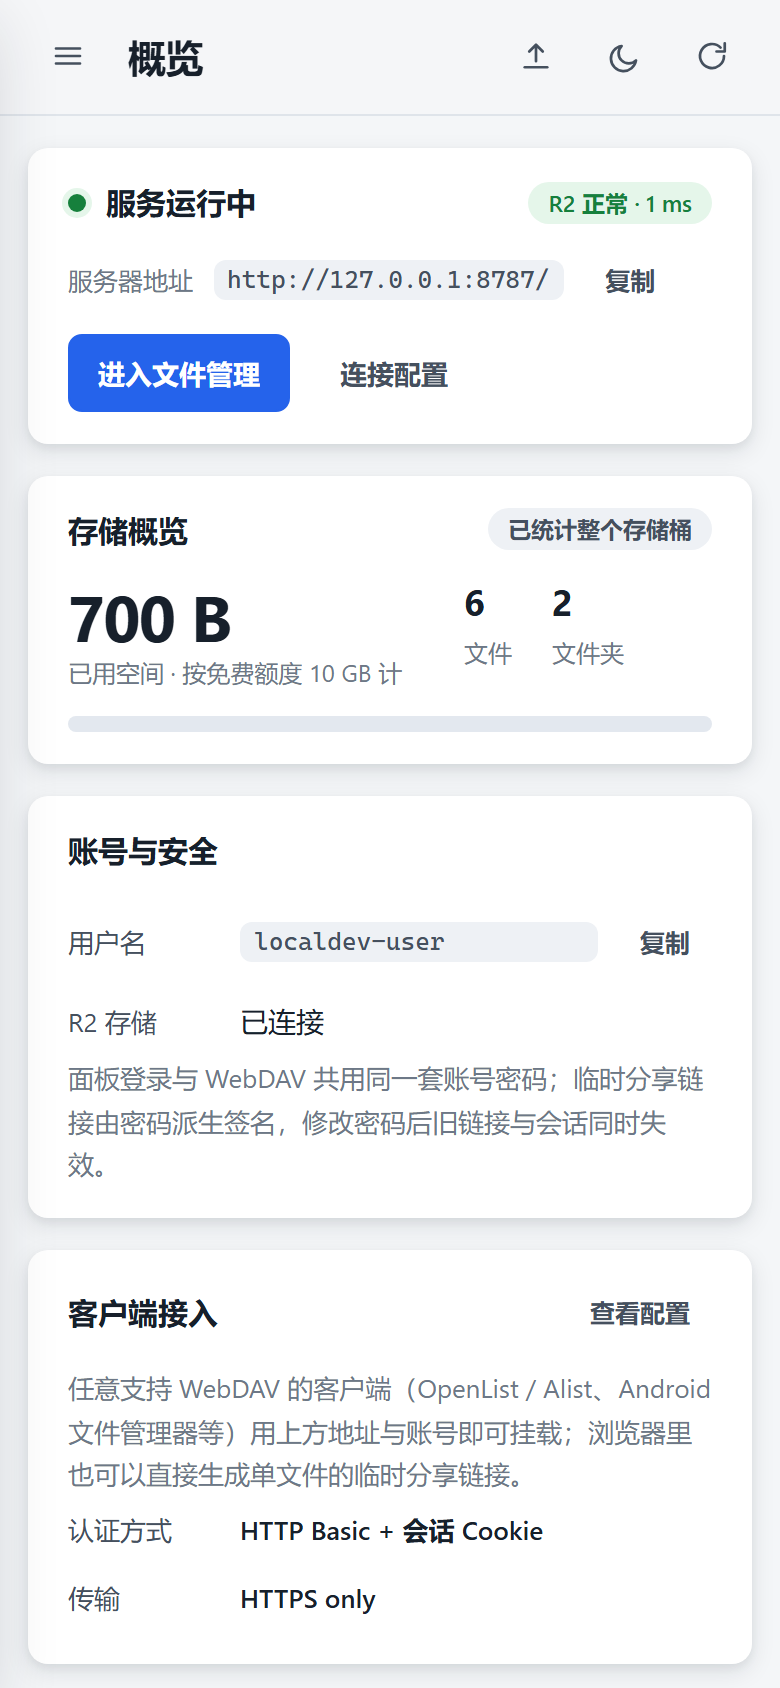 概览
服务运行中
R2 正常 · 1 ms
服务器地址 http://127.0.0.1:8787/ 复制
进入文件管理 连接配置
存储概览
已统计整个存储桶
700 B
已用空间 · 按免费额度 10 GB 计
6
文件
2
文件夹
账号与安全
用户名 localdev-user 复制
R2 存储 已连接
面板登录与 WebDAV 共用同一套账号密码；临时分享链
接由密码派生签名，修改密码后旧链接与会话同时失
效。
客户端接入 查看配置
任意支持 WebDAV 的客户端（OpenList / Alist、Android
文件管理器等）用上方地址与账号即可挂载；浏览器里
也可以直接生成单文件的临时分享链接。
认证方式 HTTP Basic + 会话 Cookie
传输 HTTPS only